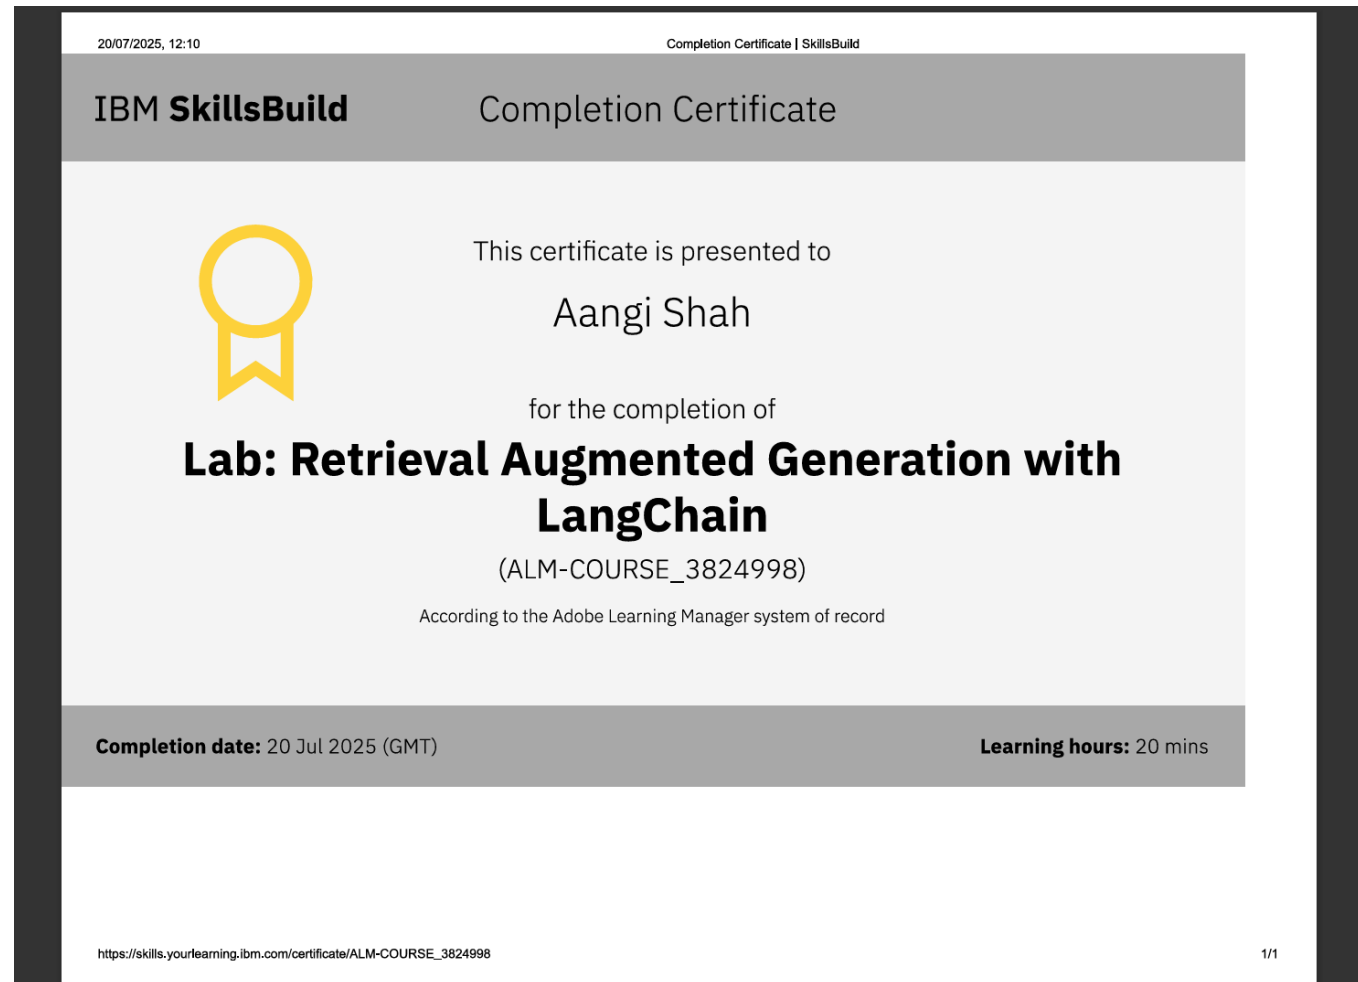 20/07/2025, 12:10
Completion Certificate | SkillsBuild
IBM SkillsBuild
Completion Certificate
This certificate is presented to
Aangi Shah
for the completion of
Lab: Retrieval Augmented Generation with
LangChain
(ALM-COURSE_3824998)
According to the Adobe Learning Manager system of record
Completion date: 20 Jul 2025 (GMT)
Learning hours: 20 mins
https://skills.yourlearning.ibm.com/certificate/ALM-COURSE_3824998
1/1